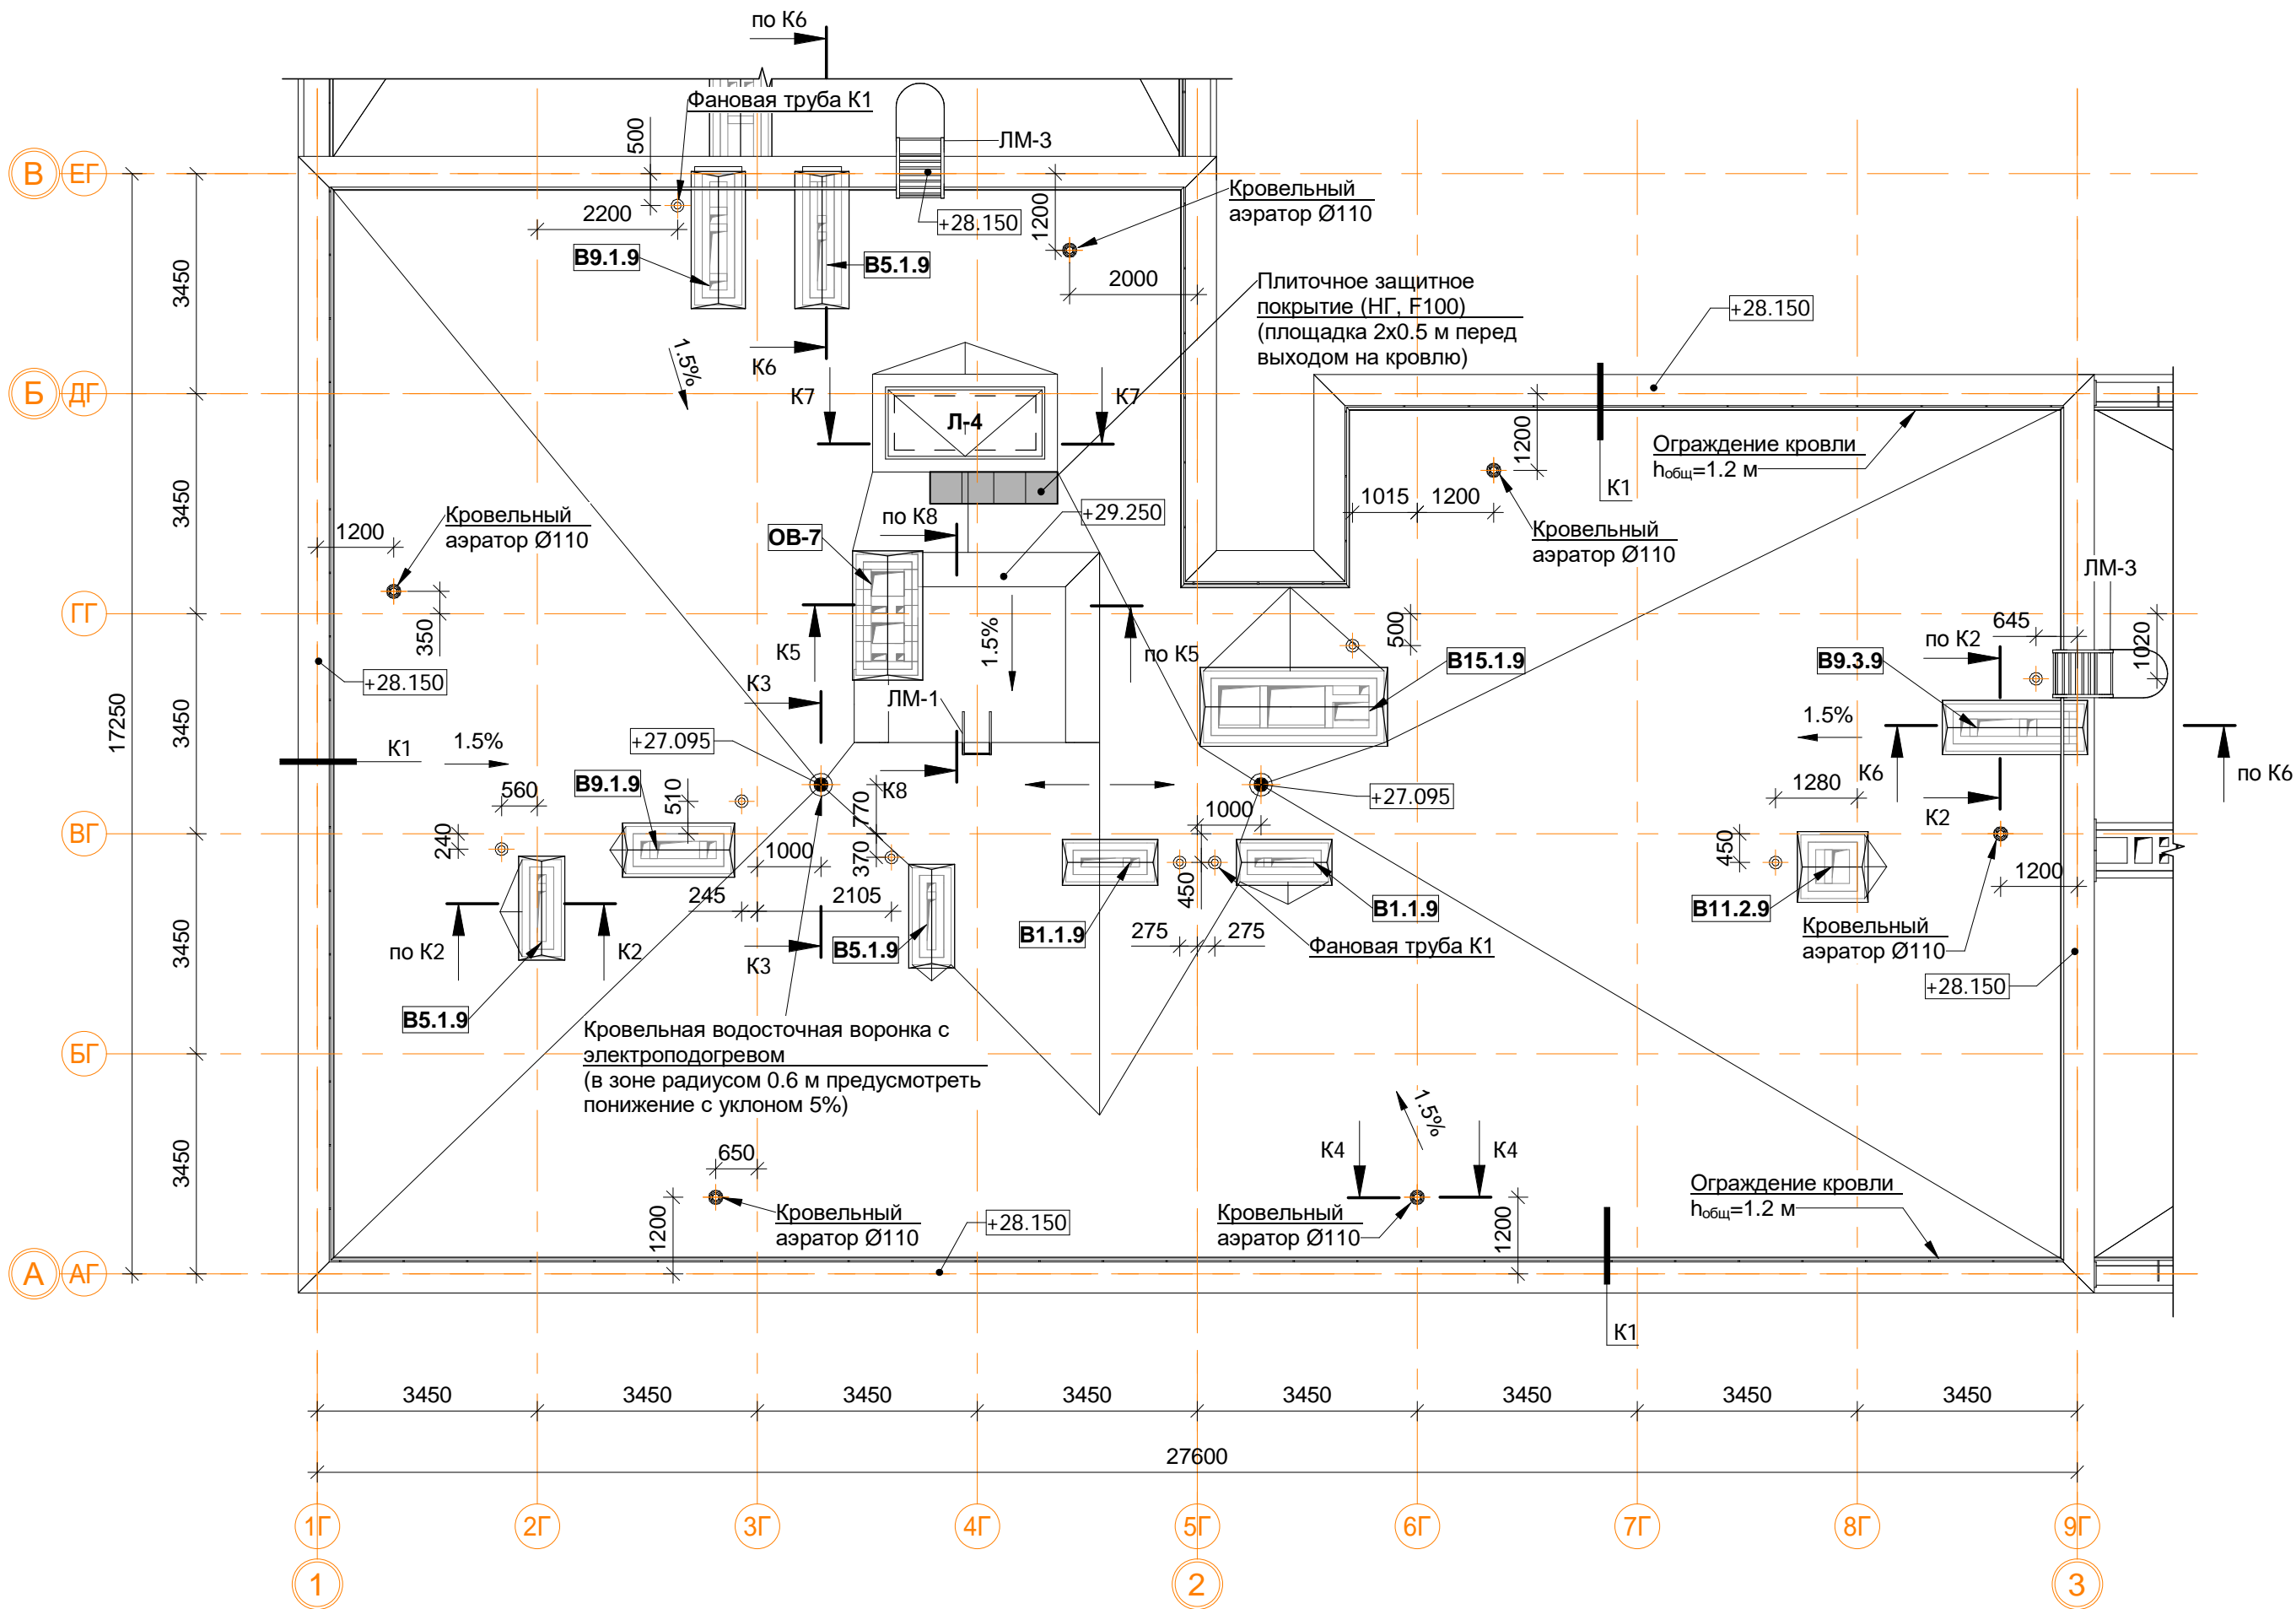 по К6
Фановая труба К1
500
ЛМ-3
В
ЕГ
Кровельный
аэратор Ø110
2200
+28.150
1200
В9.1.9
В5.1.9
3450
2000
Плиточное защитное
покрытие (НГ, F100)
(площадка 2х0.5 м перед
выходом на кровлю)
+28.150
К6
1.5%
Б
ДГ
К7
К7
Л-4
1200
Ограждение кровли
hобщ=1.2 м
К1
1015
1200
3450
Кровельный
аэратор Ø110
1200
по К8
+29.250
ОВ-7
Кровельный
аэратор Ø110
ЛМ-3
ГГ
350
500
645
1020
1.5%
К5
по К5
по К2
В15.1.9
В9.3.9
+28.150
17250
3450
К3
ЛМ-1
1.5%
+27.095
К1
1.5%
К6
по К6
В9.1.9
510
К8
770
+27.095
1280
560
1000
К2
ВГ
240
1000
370
450
450
1200
245
2105
В1.1.9
В11.2.9
275
275
В1.1.9
Кровельный
аэратор Ø110
по К2
К2
К3
В5.1.9
Фановая труба К1
3450
+28.150
В5.1.9
Кровельная водосточная воронка с
электроподогревом
(в зоне радиусом 0.6 м предусмотреть
понижение с уклоном 5%)
БГ
1.5%
650
К4
К4
3450
Ограждение кровли
hобщ=1.2 м
1200
Кровельный
аэратор Ø110
+28.150
Кровельный
аэратор Ø110
1200
А
АГ
К1
3450
3450
3450
3450
3450
3450
3450
3450
27600
1Г
2Г
3Г
4Г
5Г
6Г
7Г
8Г
9Г
1
2
3